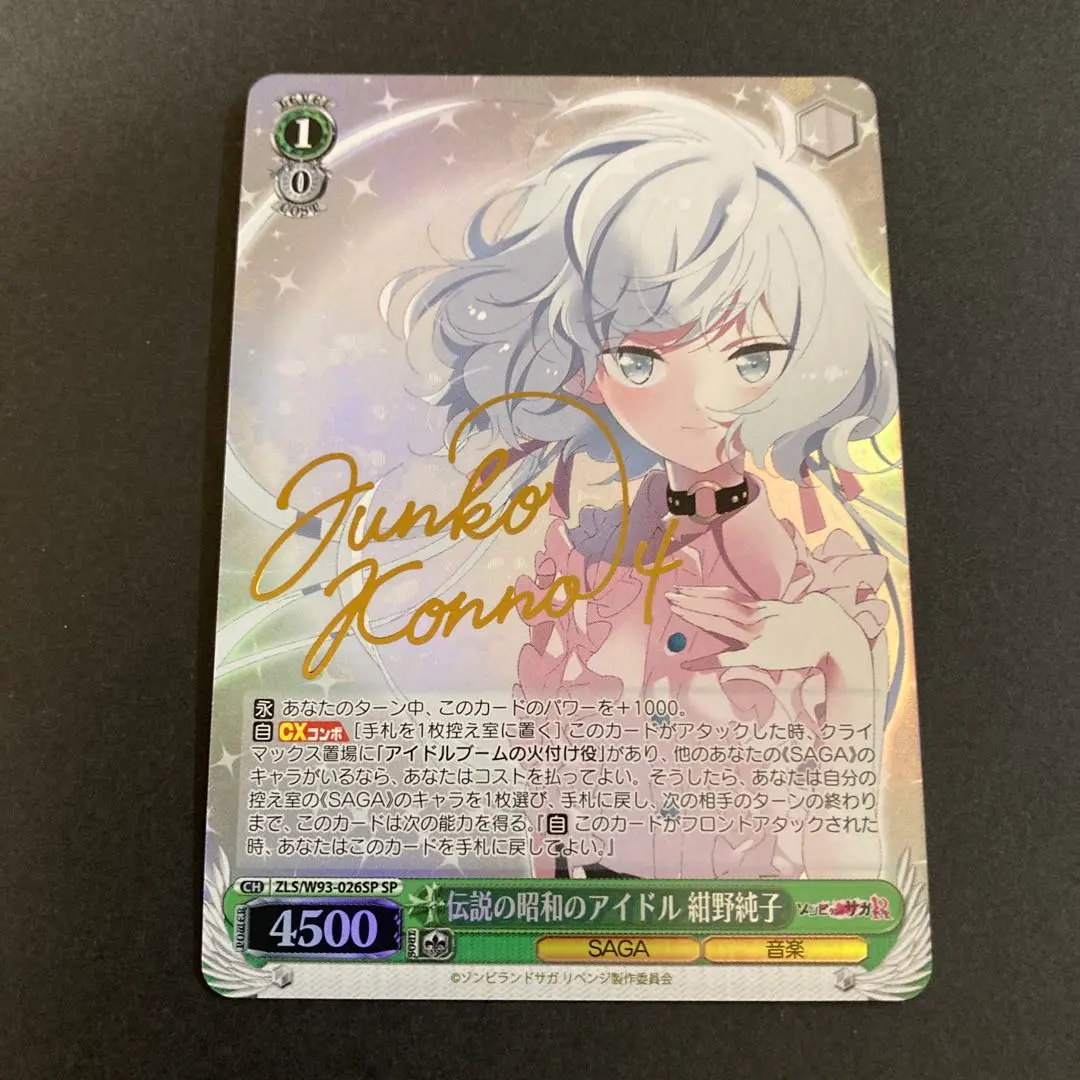 LEVEL
1
0
COST
Junko
Konno 4
永 あなたのターン中、このカードのパワーを+1000。
自 CXコンボ [手札を1枚控え室に置く] このカードがアタックした時、クライ
マックス置場に「アイドルブームの火付け役」があり、他のあなたの《SAGA》の
キャラがいるなら、あなたはコストを払ってよい。そうしたら、あなたは自分の
控え室の《SAGA》のキャラを1枚選び、手札に戻し、次の相手のターンの終わり
まで、このカードは次の能力を得る。『自 このカードがフロントアタックされた
時、あなたはこのカードを手札に戻してよい。』
CH ZLS/W93-026SP SP
POWER 4500 SOUL
伝説の昭和のアイドル 紺野純子
ゾンビランドサガR
SAGA 音楽
©ゾンビランドサガ リベンジ製作委員会